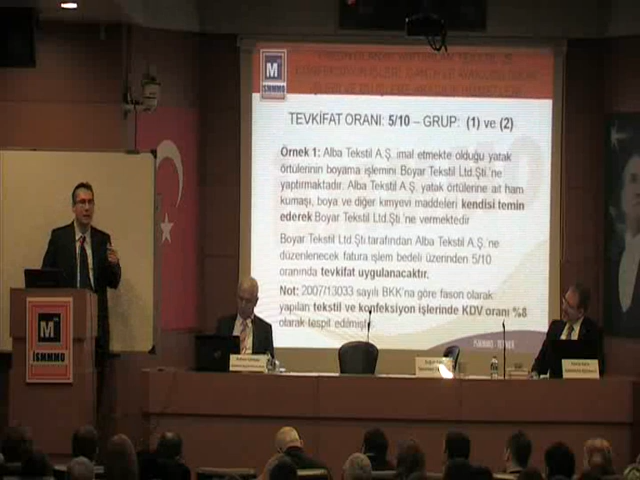 TEVKİFAT ORANI: 5/10 – GRUP: (1) ve (2)
Örnek 1: Alba Tekstil A.Ş. imal etmekte olduğu yatak
örtülerinin boyama işlemini Boyar Tekstil Ltd.Şti.'ne
yaptırmaktadır. Alba Tekstil A.Ş. yatak örtülerine ait ham
kumaşı, boya ve diğer kimyevi maddeleri kendisi temin
ederek Boyar Tekstil Ltd.Şti.'ne vermektedir
Boyar Tekstil Ltd.Şti tarafından Alba Tekstil A.Ş.'ne
düzenlenecek fatura işlem bedeli üzerinden 5/10
oranında tevkifat uygulanacaktır.
Not: 2007/13033 sayılı BKK'na göre fason olarak
yapılan tekstil ve konfeksiyon işlerinde KDV oranı %8
olarak tespit edilmiş
M
İSMMMO
M
İSMMMO